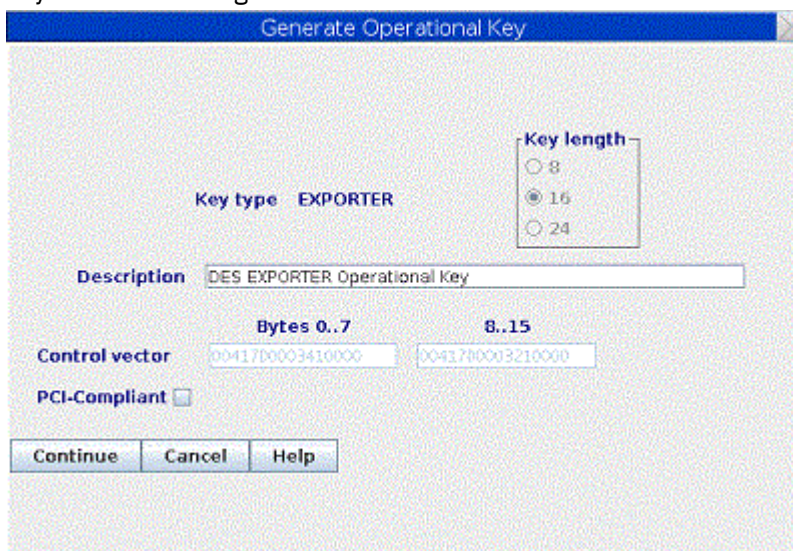 Generate Operational Key
Key length
8
Key type EXPORTER
16
24
Description DES EXPORTER Operational Key
Bytes 0..7 8..15
Control vector 00417D0003410000 00417D0003210000
PCI-Compliant
Continue Cancel Help